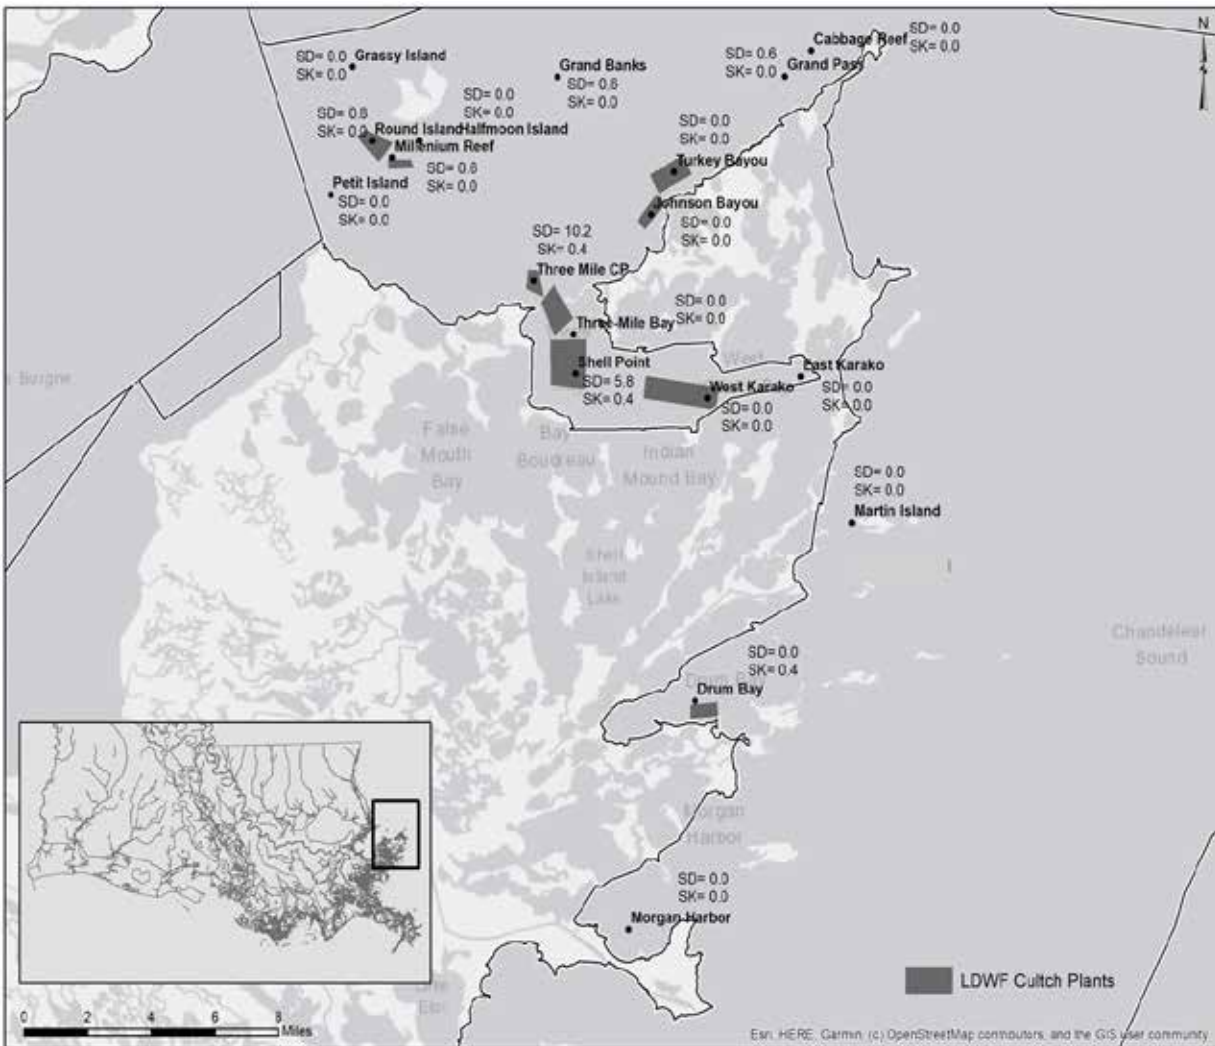 N
SD= 0.0
SK= 0.0
Grassy Island
Grand Banks
SD= 0.6
SK= 0.0
SD= 0.6
SK= 0.0
Cabbage Reef
Grand Pass
SD= 0.0
SK= 0.0
SD= 0.0
SK= 0.0
SD= 0.6
SK= 0.0
Round Island
Halfmoon Island
Millenium Reef
SD= 0.6
SK= 0.0
Petit Island
SD= 0.0
SK= 0.0
SD= 0.0
SK= 0.0
Turkey Bayou
Johnson Bayou
SD= 0.0
SK= 0.0
SD= 10.2
SK= 0.4
Three Mile CP
SD= 0.0
SK= 0.0
Three-Mile Bay
Shell Point
SD= 5.8
SK= 0.4
West
West Karako
SD= 0.0
SK= 0.0
East Karako
SD= 0.0
SK= 0.0
Borgne
False
Mouth
Bay
Bay
Boudreau
Indian
Mound Bay
SD= 0.0
SK= 0.0
Martin Island
Shell
Island
Lake
Chandeleur
Sound
SD= 0.0
SK= 0.4
Drum Bay
Drum Bay
Morgan
Harbor
SD= 0.0
SK= 0.0
Morgan Harbor
LDWF Cultch Plants
0 2 4 6 8
Miles
Esri, HERE, Garmin, (c) OpenStreetMap contributors, and the GIS user community